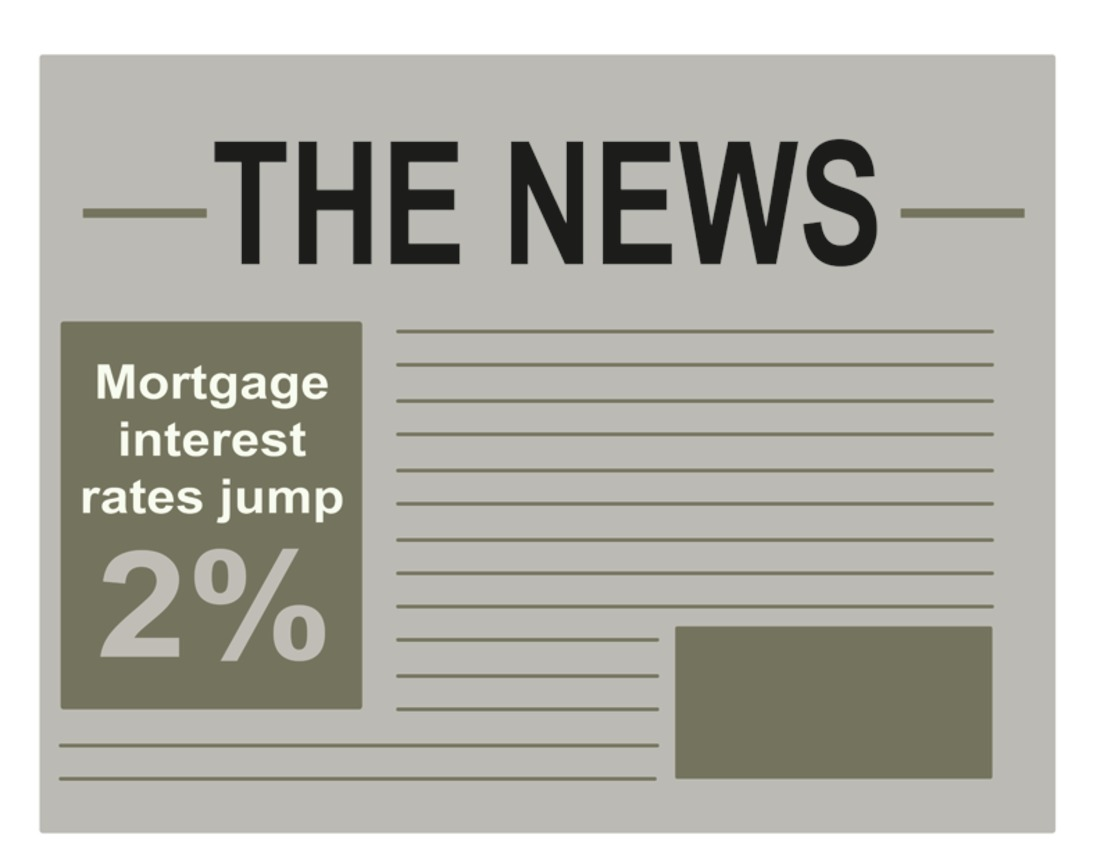 THE NEWS
Mortgage
interest
rates jump
2%